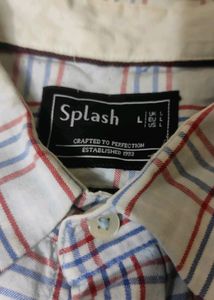 Splash L UK L
EU L
US L
CRAFTED TO PERFECTION
ESTABLISHED 1993